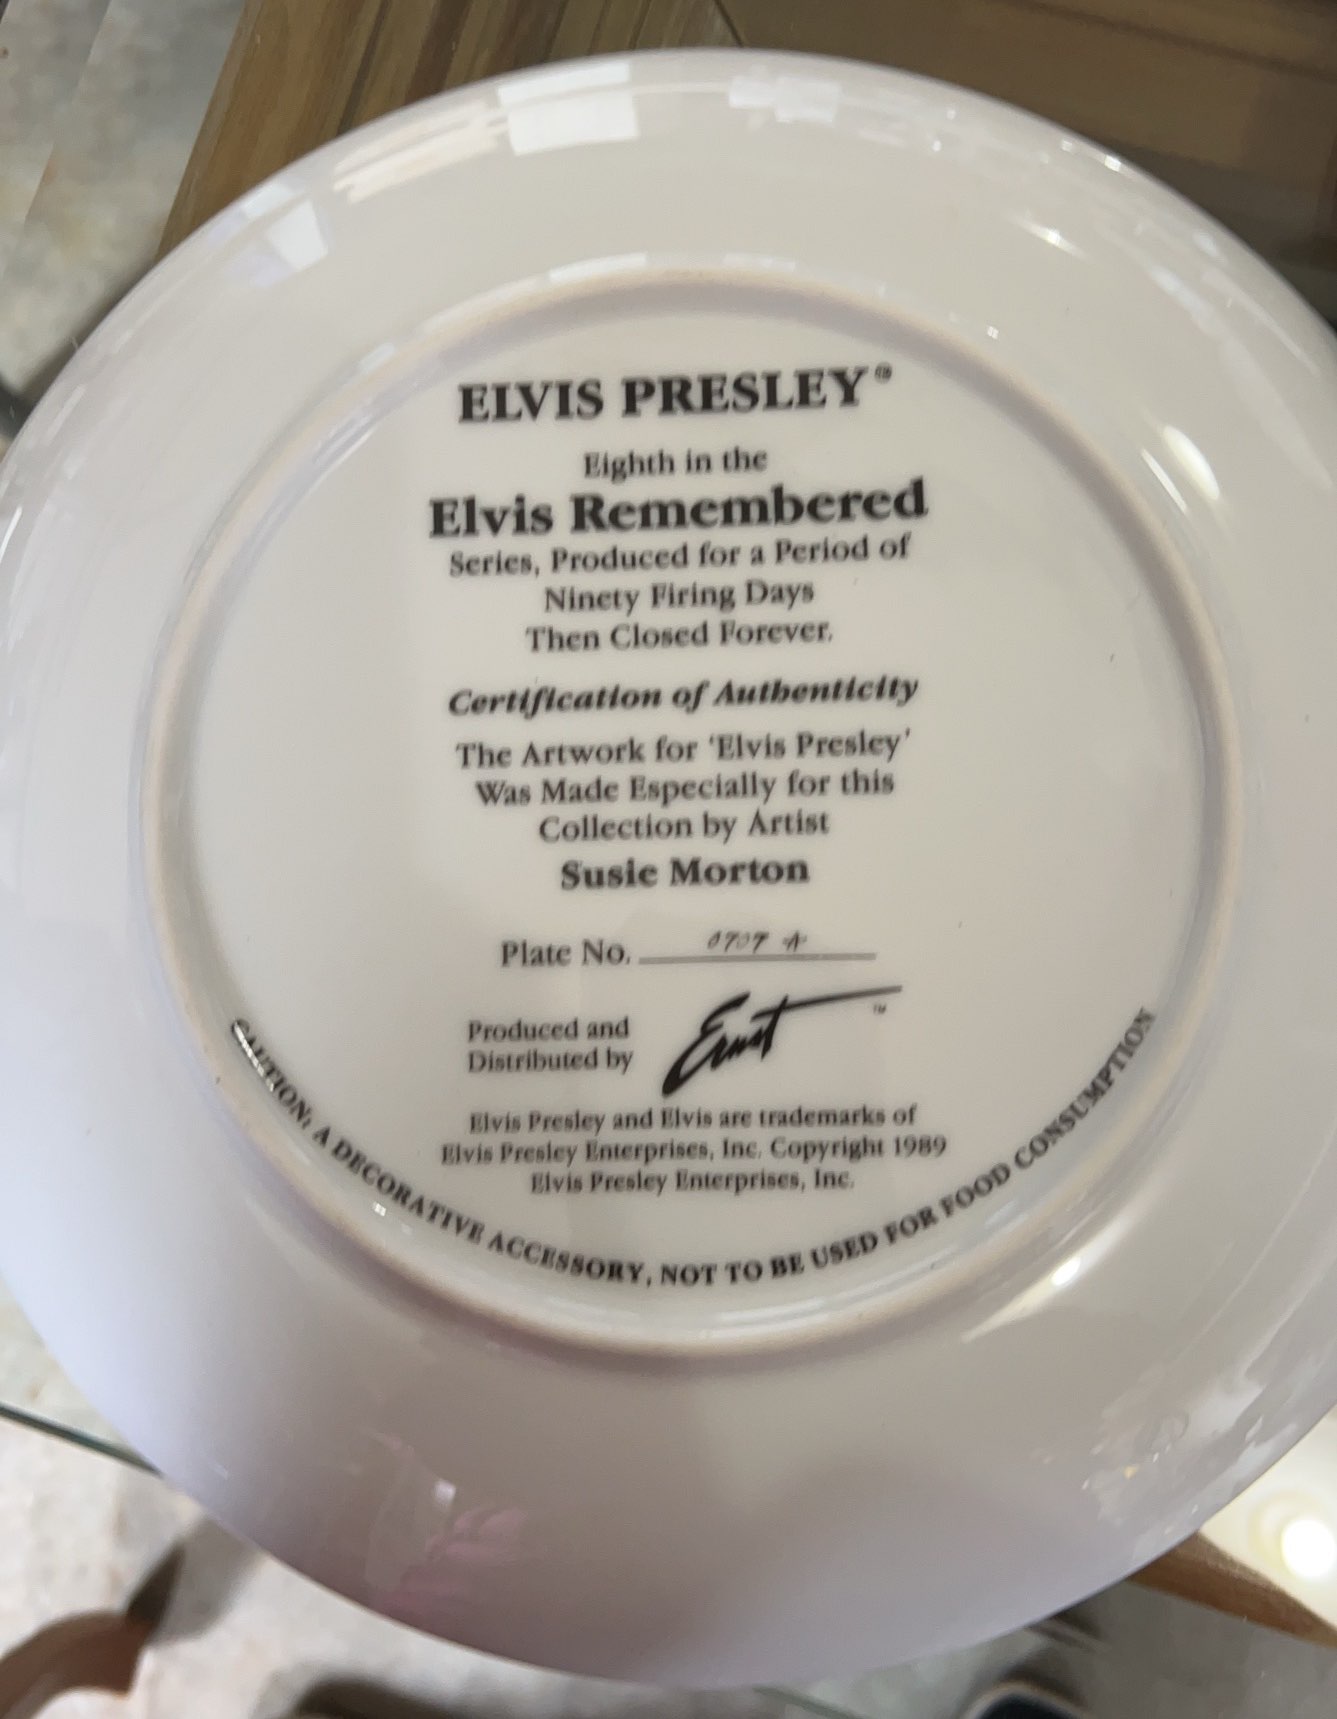 ELVIS PRESLEY®
Eighth in the
Elvis Remembered
Series, Produced for a Period of
Ninety Firing Days
Then Closed Forever.
Certification of Authenticity
The Artwork for ‘Elvis Presley’
Was Made Especially for this
Collection by Artist
Susie Morton
Plate No.
Produced and
Distributed by
Ernst™
Elvis Presley and Elvis are trademarks of
Elvis Presley Enterprises, Inc. Copyright 1989
Elvis Presley Enterprises, Inc.
CAUTION: A DECORATIVE ACCESSORY, NOT TO BE USED FOR FOOD CONSUMPTION